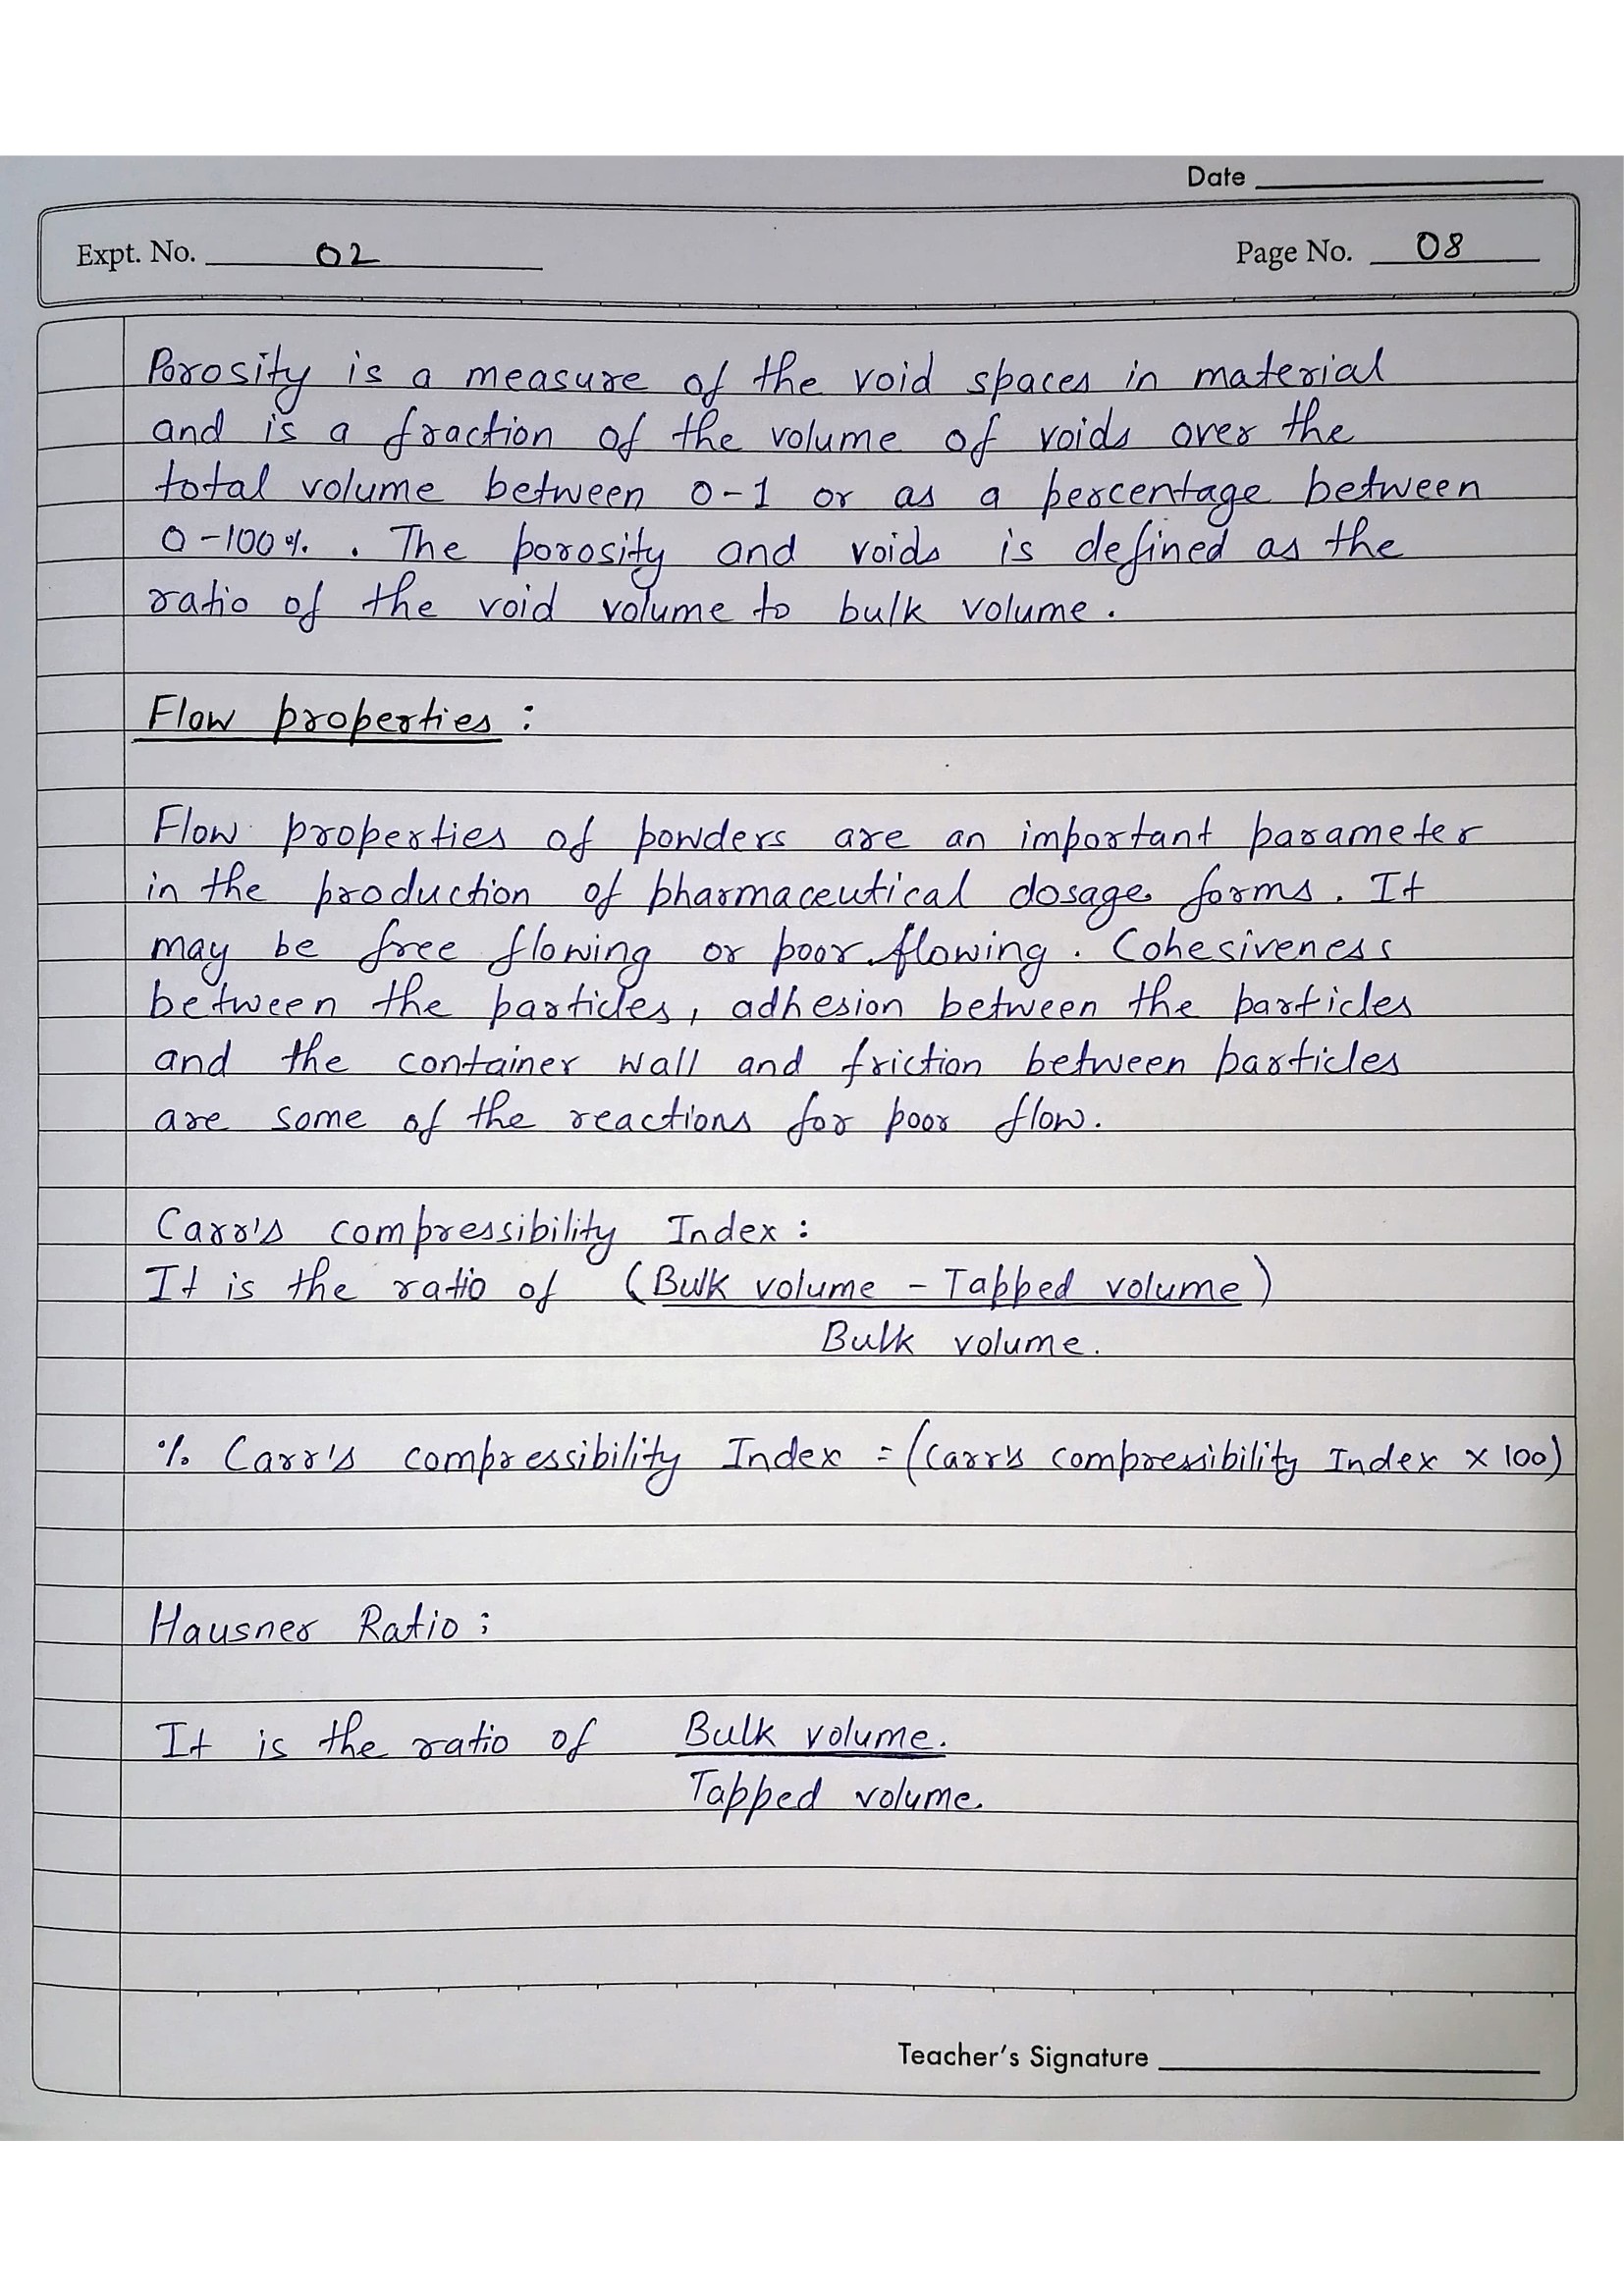 Date
Expt. No. 02
Page No. 08
Porosity is a measure of the void spaces in material
and is a fraction of the volume of voids over the
total volume between 0-1 or as a percentage between
0-100%. . The porosity and voids is defined as the
ratio of the void volume to bulk volume.
Flow properties :
Flow properties of powders are an important parameter
in the production of pharmaceutical dosage forms. It
may be free flowing or poor flowing. Cohesiveness
between the particles, adhesion between the particles
and the container wall and friction between particles
are some of the reactions for poor flow.
Carr's compressibility Index :
It is the ratio of (Bulk volume - Tapped volume)
Bulk volume.
% Carr's compressibility Index = (Carr's compressibility Index x 100)
Hausner Ratio ;
It is the ratio of Bulk volume.
Tapped volume.
Teacher's Signature